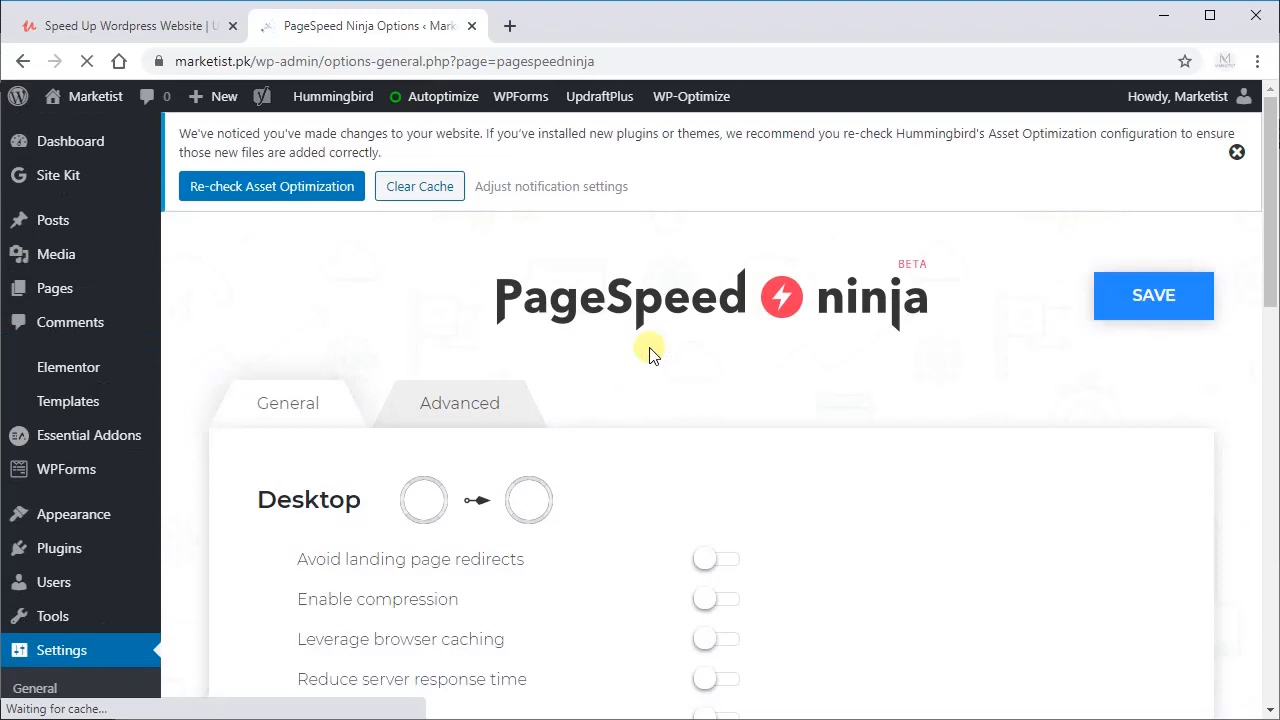 Speed Up Wordpress Website | U
PageSpeed Ninja Options ‹ Mark
marketist.pk/wp-admin/options-general.php?page=pagespeedninja
Marketist
0
New
Hummingbird
Autoptimize
WPForms
UpdraftPlus
WP-Optimize
Howdy, Marketist
Dashboard
Site Kit
Posts
Media
Pages
Comments
Elementor
Templates
Essential Addons
WPForms
Appearance
Plugins
Users
Tools
Settings
General
We've noticed you've made changes to your website. If you've installed new plugins or themes, we recommend you re-check Hummingbird's Asset Optimization configuration to ensure
those new files are added correctly.
Re-check Asset Optimization
Clear Cache
Adjust notification settings
BETA
PageSpeed ninja
SAVE
General
Advanced
Desktop
Avoid landing page redirects
Enable compression
Leverage browser caching
Reduce server response time
Waiting for cache...